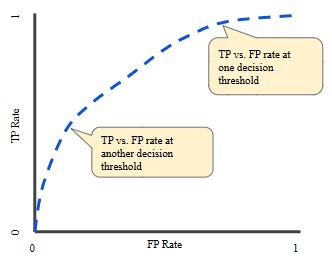 1
TP vs. FP rate at
one decision
threshold
TP Rate
TP vs. FP rate at
another decision
threshold
0
0
FP Rate
1